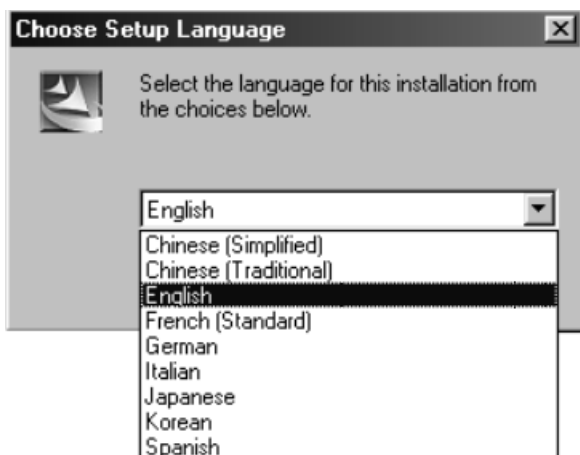 Choose Setup Language
Select the language for this installation from
the choices below.
English
Chinese (Simplified)
Chinese (Traditional)
English
French (Standard)
German
Italian
Japanese
Korean
Spanish